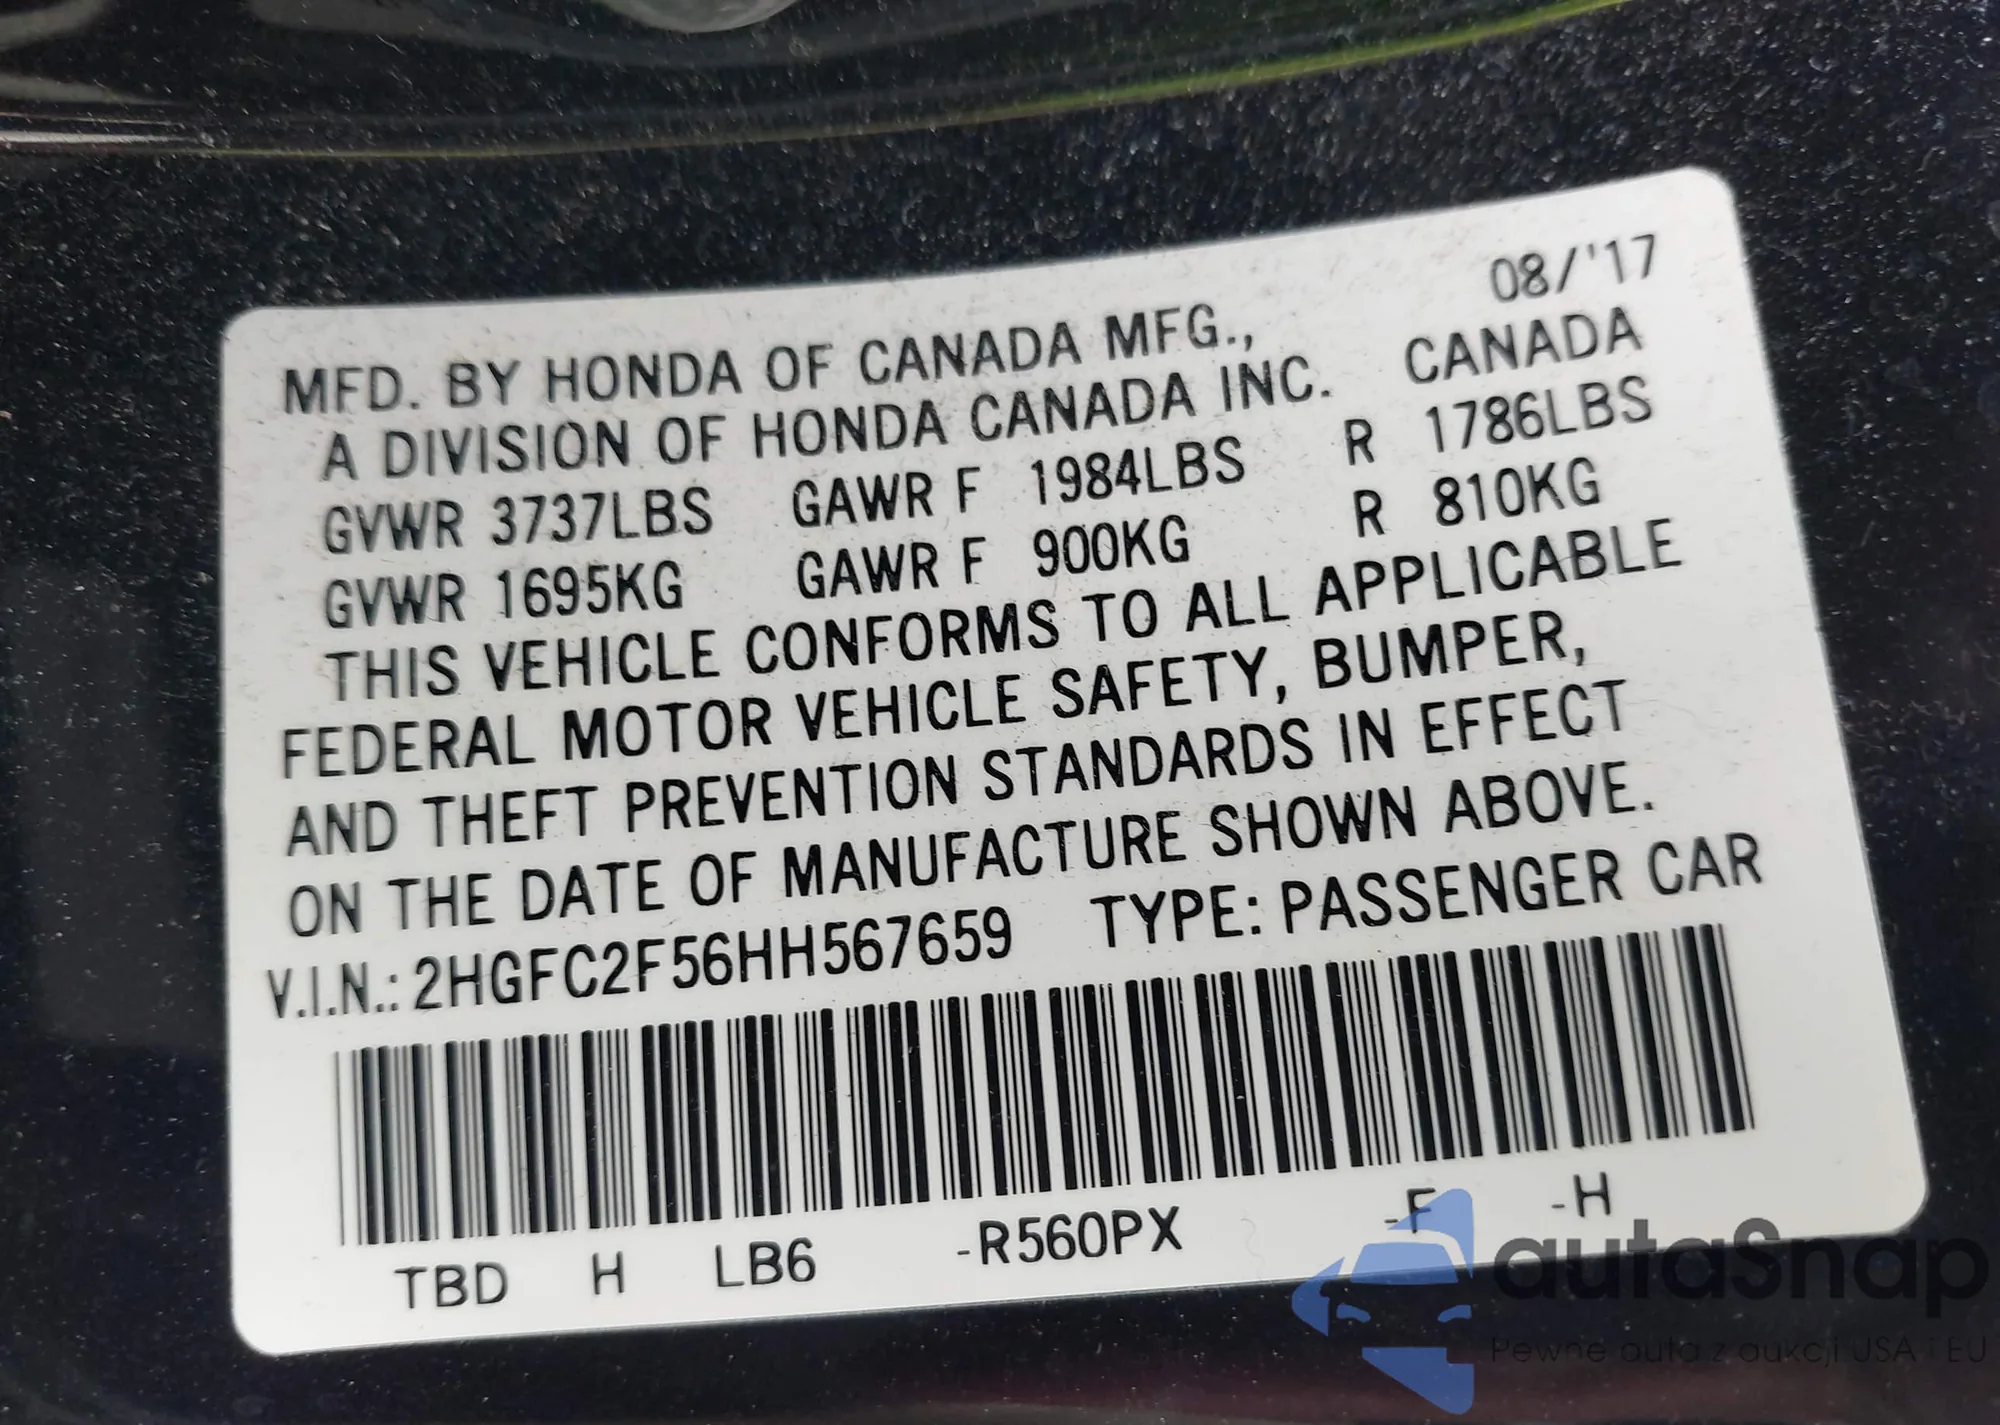 08/'17
MFD. BY HONDA OF CANADA MFG.,
A DIVISION OF HONDA CANADA INC. CANADA
GVWR 3737LBS GAWR F 1984LBS R 1786LBS
GVWR 1695KG GAWR F 900KG R 810KG
THIS VEHICLE CONFORMS TO ALL APPLICABLE
FEDERAL MOTOR VEHICLE SAFETY, BUMPER,
AND THEFT PREVENTION STANDARDS IN EFFECT
ON THE DATE OF MANUFACTURE SHOWN ABOVE.
V.I.N.: 2HGFC2F56HH567659 TYPE: PASSENGER CAR
TBD H LB6 -R560PX -F -H
autaSnap
Pewne auta z aukcji USA i EU